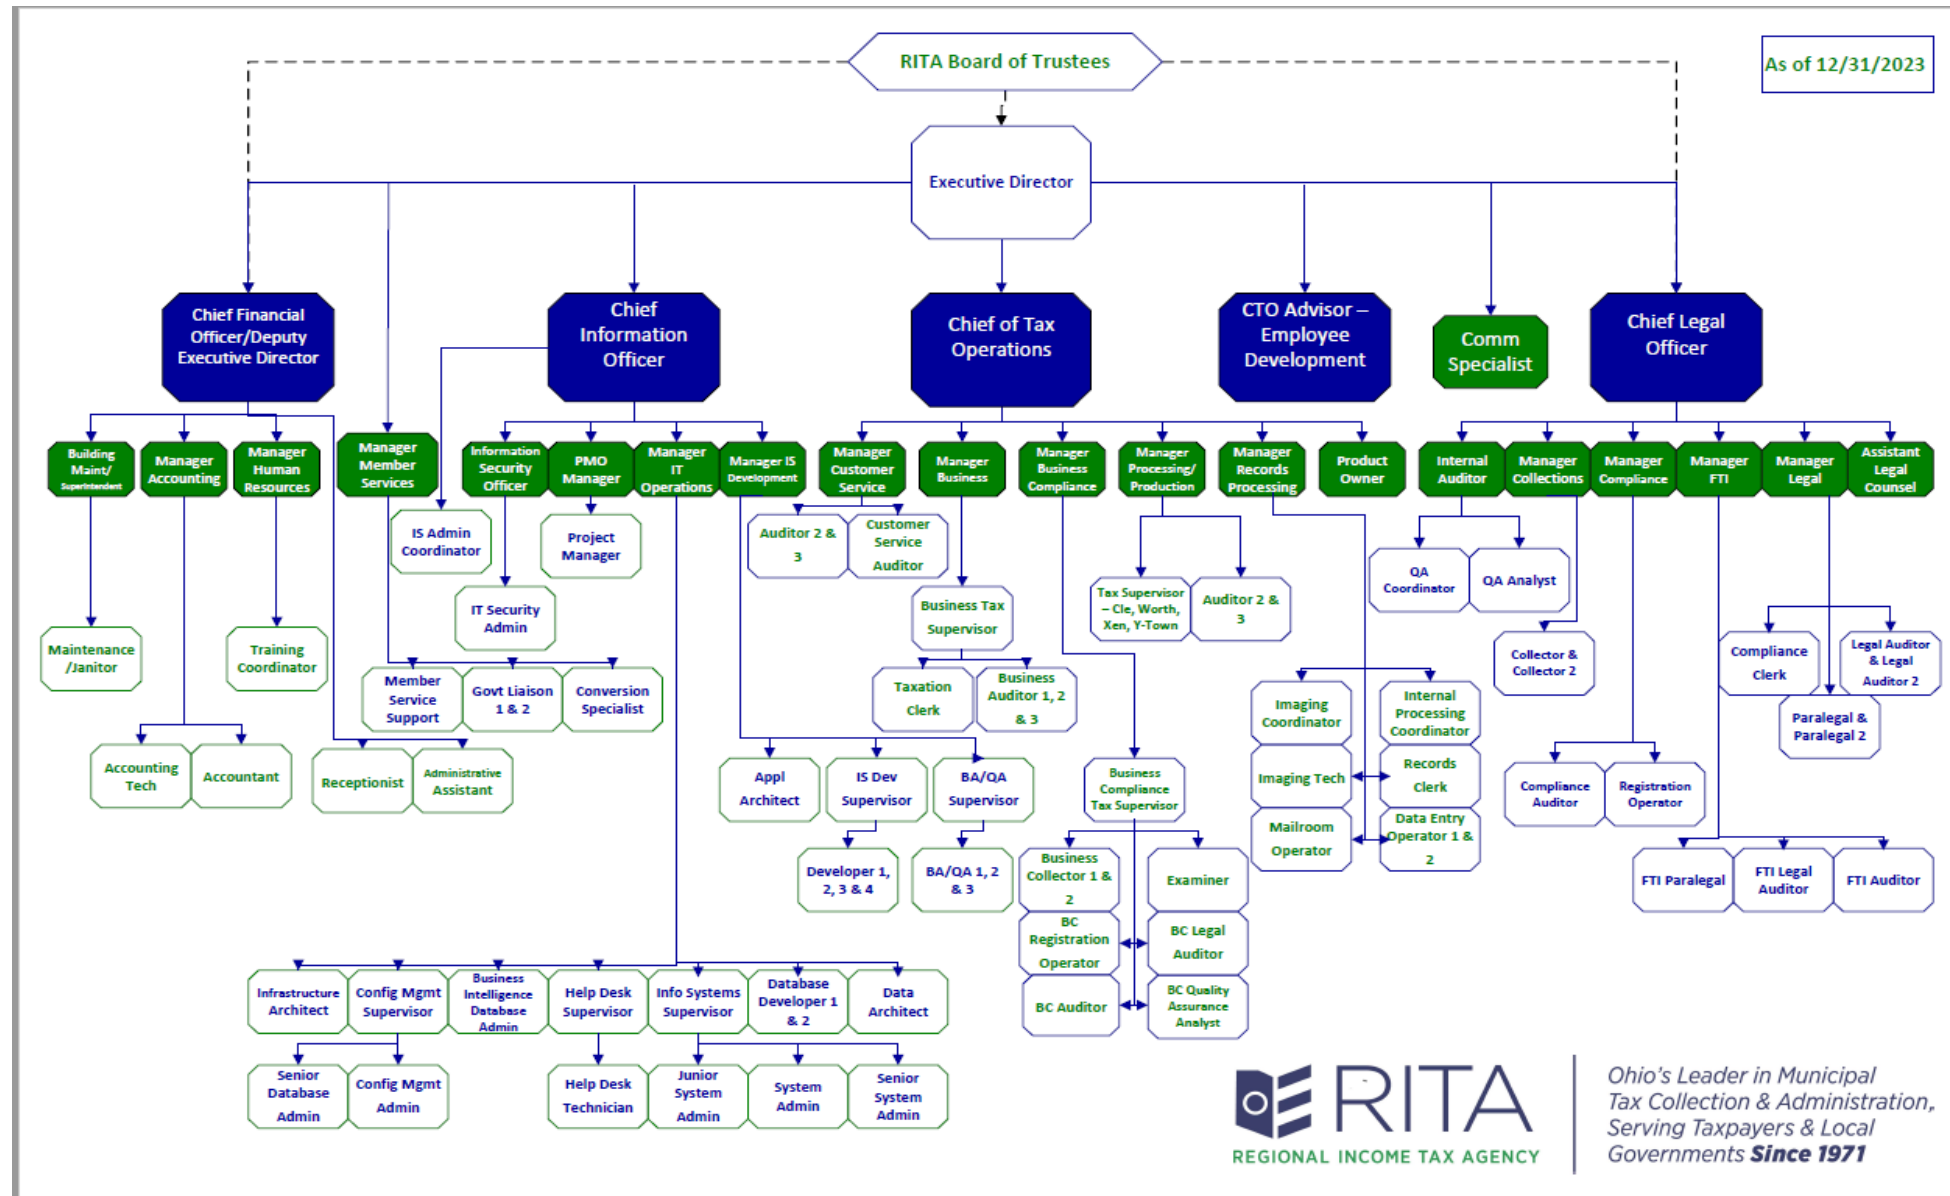 RITA Board of Trustees
As of 12/31/2023
Executive Director
Chief Financial
Officer/Deputy
Executive Director
Chief
Information
Officer
Chief of Tax
Operations
CTO Advisor –
Employee
Development
Comm
Specialist
Chief Legal
Officer
Building
Maint/
Superintendent
Manager
Accounting
Manager
Human
Resources
Manager
Member
Services
Information
Security
Officer
PMO
Manager
Manager
IT
Operations
Manager IS
Development
Manager
Customer
Service
Manager
Business
Manager
Business
Compliance
Manager
Processing/
Production
Manager
Records
Processing
Product
Owner
Internal
Auditor
Manager
Collections
Manager
Compliance
Manager
FTI
Manager
Legal
Assistant
Legal
Counsel
IS Admin
Coordinator
Project
Manager
Auditor 2 &
3
Customer
Service
Auditor
QA
Coordinator
QA Analyst
IT Security
Admin
Business Tax
Supervisor
Tax Supervisor
– Cle, Worth,
Xen, Y-Town
Auditor 2 &
3
Maintenance
/Janitor
Training
Coordinator
Collector &
Collector 2
Compliance
Clerk
Legal Auditor
& Legal
Auditor 2
Member
Service
Support
Govt Liaison
1 & 2
Conversion
Specialist
Taxation
Clerk
Business
Auditor 1, 2
& 3
Imaging
Coordinator
Internal
Processing
Coordinator
Paralegal &
Paralegal 2
Accounting
Tech
Accountant
Receptionist
Administrative
Assistant
Appl
Architect
IS Dev
Supervisor
BA/QA
Supervisor
Business
Compliance
Tax Supervisor
Imaging Tech
Records
Clerk
Compliance
Auditor
Registration
Operator
Mailroom
Operator
Data Entry
Operator 1 &
2
Developer 1,
2, 3 & 4
BA/QA 1, 2
& 3
Business
Collector 1 &
2
Examiner
FTI Paralegal
FTI Legal
Auditor
FTI Auditor
BC
Registration
Operator
BC Legal
Auditor
Infrastructure
Architect
Config Mgmt
Supervisor
Business
Intelligence
Database
Admin
Help Desk
Supervisor
Info Systems
Supervisor
Database
Developer 1
& 2
Data
Architect
BC Auditor
BC Quality
Assurance
Analyst
Senior
Database
Admin
Config Mgmt
Admin
Help Desk
Technician
Junior
System
Admin
System
Admin
Senior
System
Admin
RITA
REGIONAL INCOME TAX AGENCY
Ohio's Leader in Municipal
Tax Collection & Administration,
Serving Taxpayers & Local
Governments Since 1971